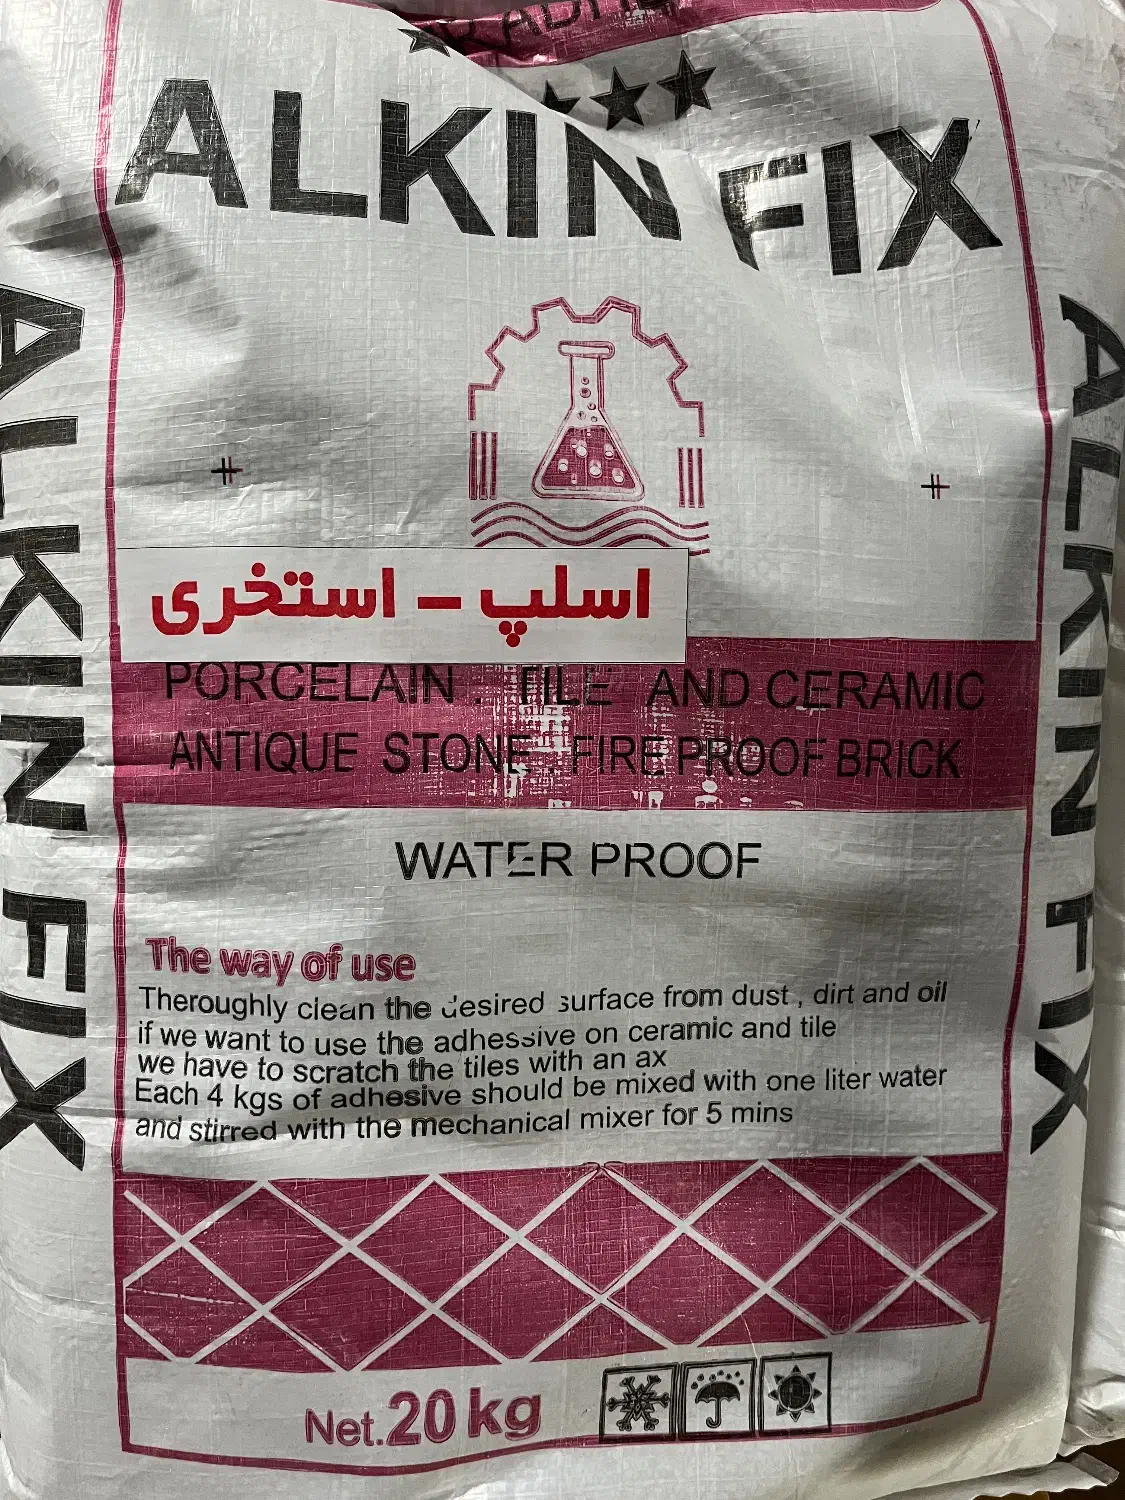 ALKIN FIX
ALKIN FIX
ALKIN FIX
اسلپ - استخری
PORCELAIN . TILE AND CERAMIC
ANTIQUE STONE . FIRE PROOF BRICK
WATER PROOF
The way of use
Theroughly clean the desired surface from dust , dirt and oil
if we want to use the adhessive on ceramic and tile
we have to scratch the tiles with an ax
Each 4 kgs of adhesive should be mixed with one liter water
and stirred with the mechanical mixer for 5 mins
Net.20 kg